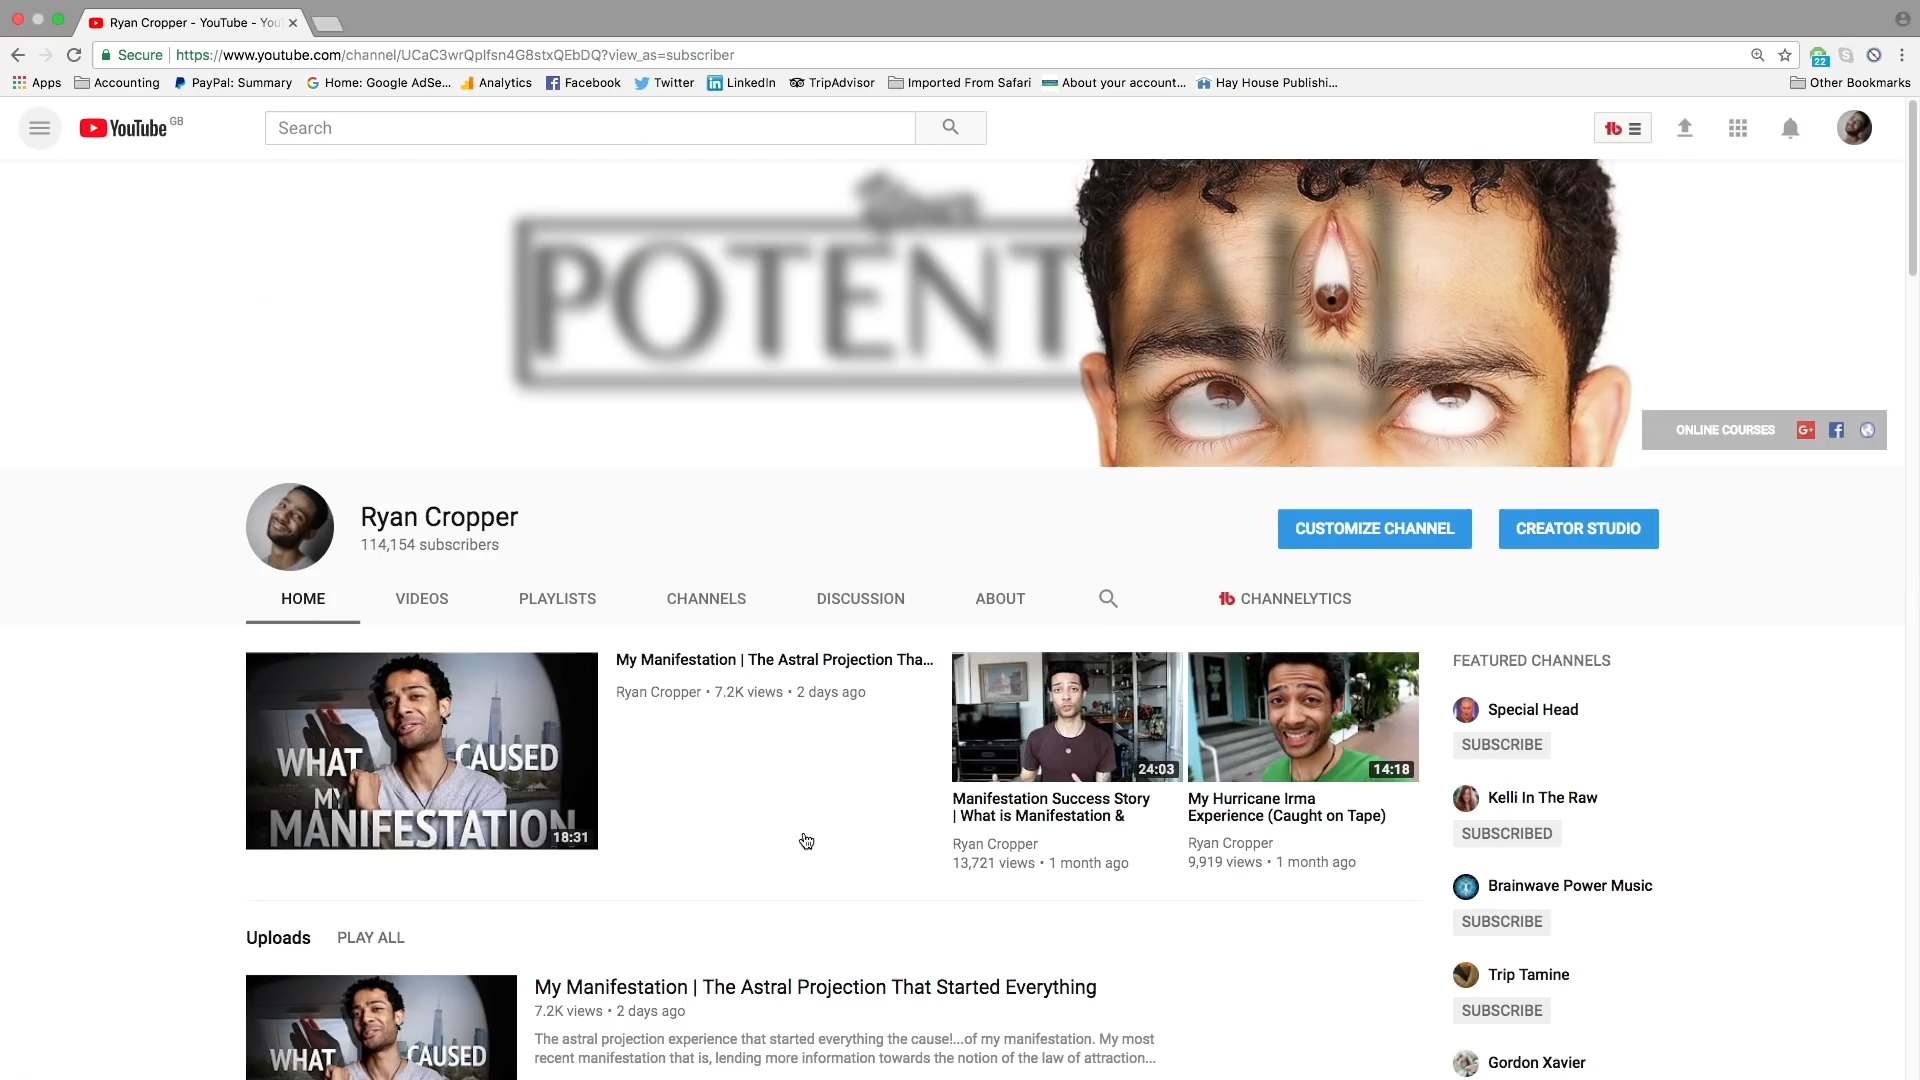 Ryan Cropper - YouTube - You
Secure
https://www.youtube.com/channel/UCaC3wrQpIfsn4G8stxQEbDQ?view_as=subscriber
22
Apps
Accounting
PayPal: Summary
Home: Google AdSe...
Analytics
Facebook
Twitter
LinkedIn
TripAdvisor
Imported From Safari
About your account...
Hay House Publishi...
Other Bookmarks
YouTube GB
Search
tb
Your
POTENTIAL
ONLINE COURSES
G+
Ryan Cropper
114,154 subscribers
CUSTOMIZE CHANNEL
CREATOR STUDIO
HOME
VIDEOS
PLAYLISTS
CHANNELS
DISCUSSION
ABOUT
tb CHANNELYTICS
WHAT CAUSED
MY
MANIFESTATION
18:31
My Manifestation | The Astral Projection Tha...
Ryan Cropper • 7.2K views • 2 days ago
24:03
Manifestation Success Story
| What is Manifestation &
Ryan Cropper
13,721 views • 1 month ago
14:18
My Hurricane Irma
Experience (Caught on Tape)
Ryan Cropper
9,919 views • 1 month ago
FEATURED CHANNELS
Special Head
SUBSCRIBE
Kelli In The Raw
SUBSCRIBED
Brainwave Power Music
SUBSCRIBE
Trip Tamine
SUBSCRIBE
Gordon Xavier
Uploads
PLAY ALL
WHAT CAUSED
My Manifestation | The Astral Projection That Started Everything
7.2K views • 2 days ago
The astral projection experience that started everything the cause!...of my manifestation. My most
recent manifestation that is, lending more information towards the notion of the law of attraction...